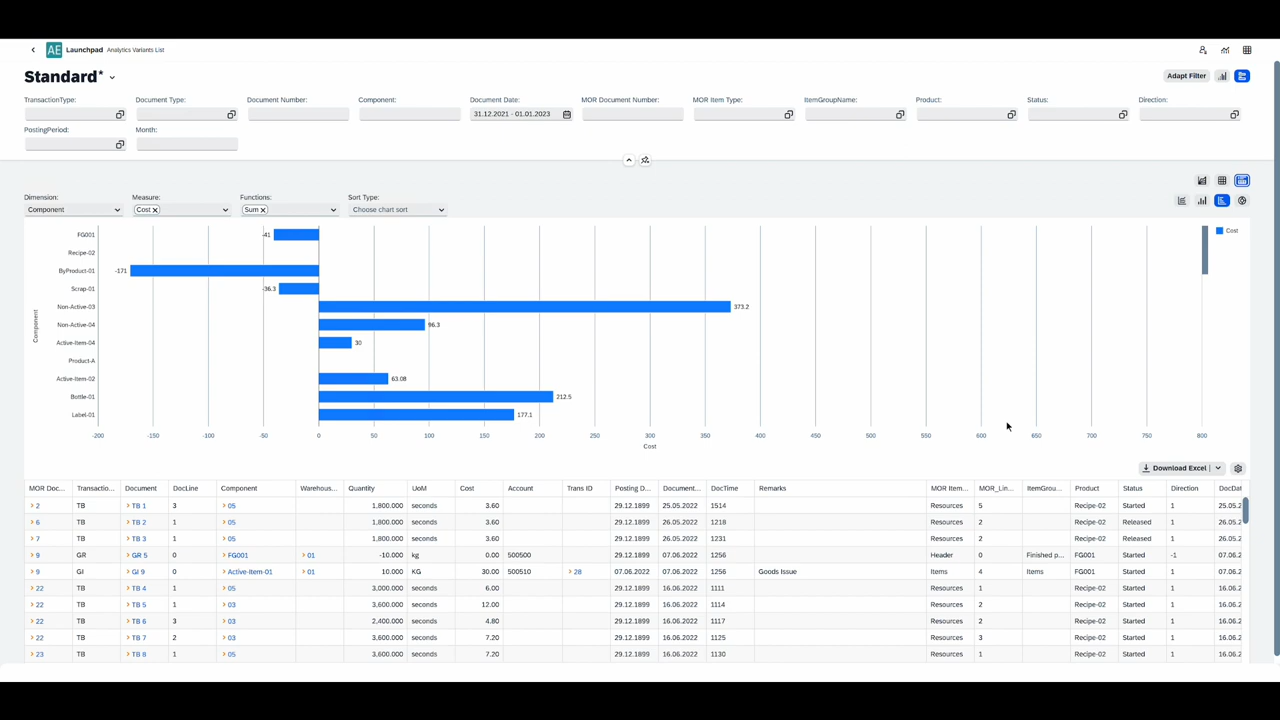 AE Launchpad Analytics Variants List
Standard*
Adapt Filter
TransactionType: Document Type: Document Number: Component: Document Date: MOR Document Number: MOR Item Type: ItemGroupName: Product: Status: Direction:
31.12.2021 - 01.01.2023
PostingPeriod: Month:
Dimension: Measure: Functions: Sort Type:
Component Cost Sum Choose chart sort
Cost
FG001 -41
Recipe-02
ByProduct-01 -171
Scrap-01 -36.3
Non-Active-03 373.2
Non-Active-04 96.3
Active-Item-04 30
Product-A
Active-Item-02 63.08
Bottle-01 212.5
Label-01 177.1
Component
-200 -150 -100 -50 0 50 100 150 200 250 300 350 400 450 500 550 600 650 700 750 800
Cost
Download Excel
MOR Doc... Transactio... Document DocLine Component Warehous... Quantity UoM Cost Account Trans ID Posting D... Document... DocTime Remarks MOR Item... MOR_Lin... ItemGrou... Product Status Direction DocDat
2 TB TB 1 3 05 1,800.000 seconds 3.60 29.12.1899 25.05.2022 1514 Resources 5 Recipe-02 Started 1 25.05.2
6 TB TB 2 1 05 1,800.000 seconds 3.60 29.12.1899 26.05.2022 1218 Resources 2 Recipe-02 Released 1 26.05.2
7 TB TB 3 1 05 1,800.000 seconds 3.60 29.12.1899 26.05.2022 1231 Resources 2 Recipe-02 Released 1 26.05.2
9 GR GR 5 0 FG001 01 -10.000 kg 0.00 500500 29.12.1899 07.06.2022 1256 Header 0 Finished p... FG001 Started -1 07.06.2
9 GI GI 9 0 Active-Item-01 01 10.000 KG 30.00 500510 28 07.06.2022 07.06.2022 1256 Goods Issue Items 4 Items FG001 Started 1 07.06.2
22 TB TB 4 1 05 3,000.000 seconds 6.00 29.12.1899 16.06.2022 1111 Resources 1 Recipe-02 Started 1 16.06.2
22 TB TB 5 1 03 3,600.000 seconds 12.00 29.12.1899 16.06.2022 1114 Resources 2 Recipe-02 Started 1 16.06.2
22 TB TB 6 3 03 2,400.000 seconds 4.80 29.12.1899 16.06.2022 1117 Resources 2 Recipe-02 Started 1 16.06.2
22 TB TB 7 2 03 3,600.000 seconds 7.20 29.12.1899 16.06.2022 1125 Resources 3 Recipe-02 Started 1 16.06.2
23 TB TB 8 1 05 3,600.000 seconds 7.20 29.12.1899 16.06.2022 1130 Resources 1 Recipe-02 Started 1 16.06.2